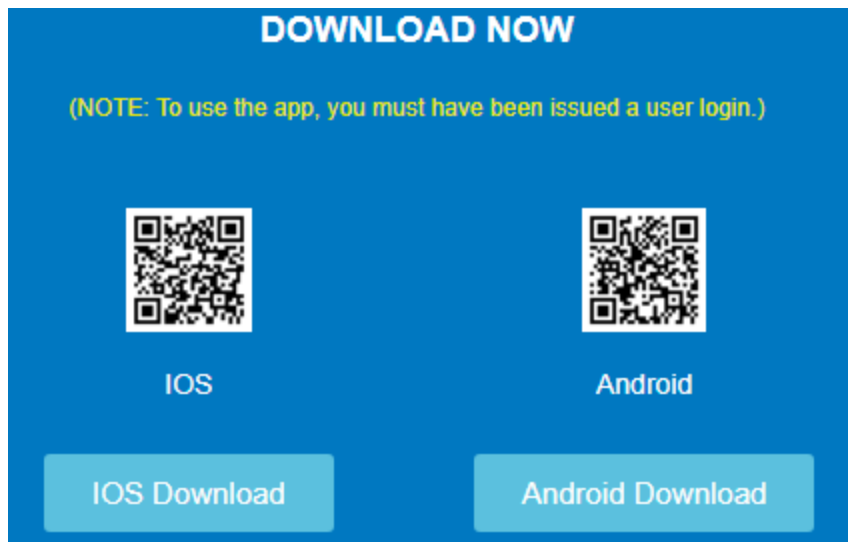 DOWNLOAD NOW
(NOTE: To use the app, you must have been issued a user login.)
IOS
Android
IOS Download
Android Download